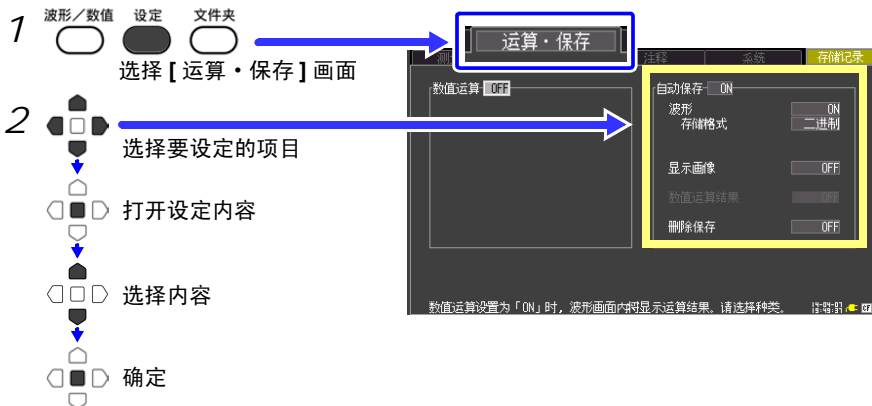 1
波形／数值 设定 文件夹
选择 [ 运算・保存 ] 画面
2
选择要设定的项目
打开设定内容
选择内容
确定
运算・保存
注释 系统 存储记录
数值运算 OFF
自动保存 ON
波形 ON
存储格式 二进制
显示画像 OFF
数值运算结果 OFF
删除保存 OFF
数值运算设置为「ON」时，波形画面内将显示运算结果。请选择种类。